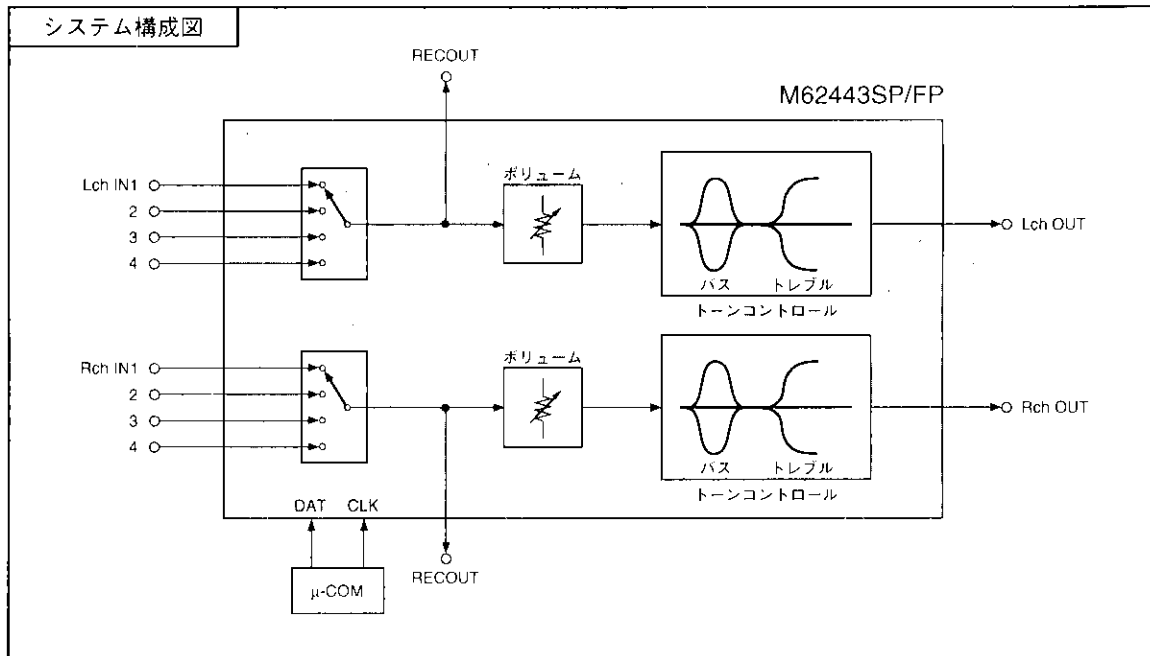 システム構成図
RECOUT
M62443SP/FP
Lch IN1
2
3
4
ボリューム
バス トレブル
トーンコントロール
Lch OUT
Rch IN1
2
3
4
ボリューム
バス トレブル
トーンコントロール
Rch OUT
DAT CLK
RECOUT
μ-COM